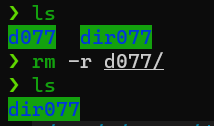 ❯ ls
d077  dir077
❯ rm -r d077/
❯ ls
dir077